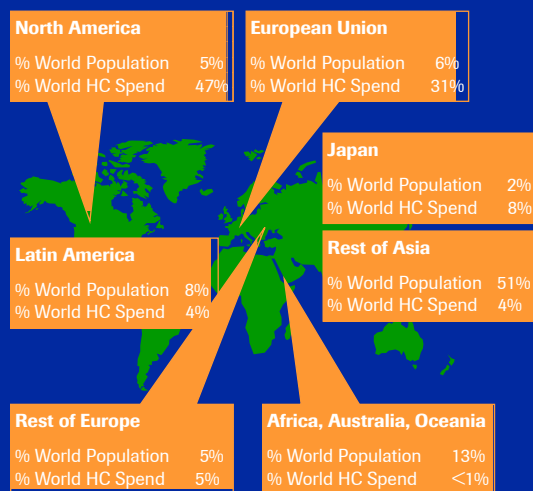 North America
% World Population 5%
% World HC Spend 47%
European Union
% World Population 6%
% World HC Spend 31%
Japan
% World Population 2%
% World HC Spend 8%
Latin America
% World Population 8%
% World HC Spend 4%
Rest of Asia
% World Population 51%
% World HC Spend 4%
Rest of Europe
% World Population 5%
% World HC Spend 5%
Africa, Australia, Oceania
% World Population 13%
% World HC Spend <1%